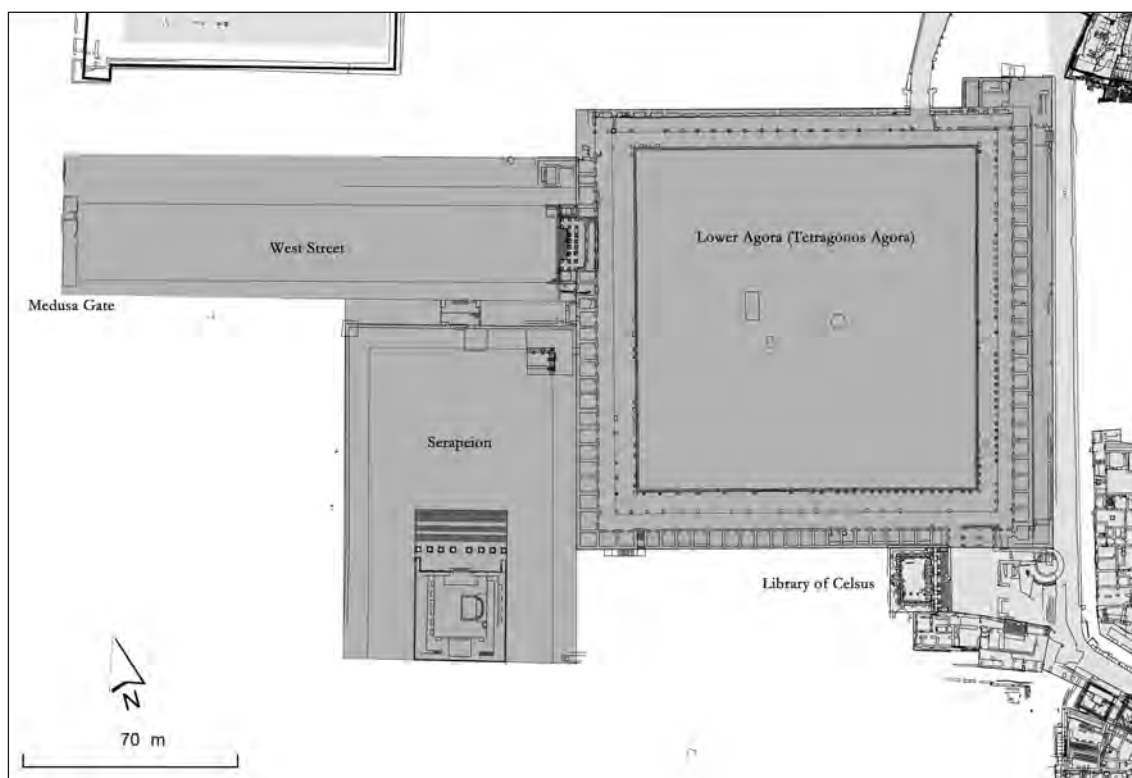 West Street
Lower Agora (Tetragonos Agora)
Medusa Gate
Serapeion
Library of Celsus
N
70 m